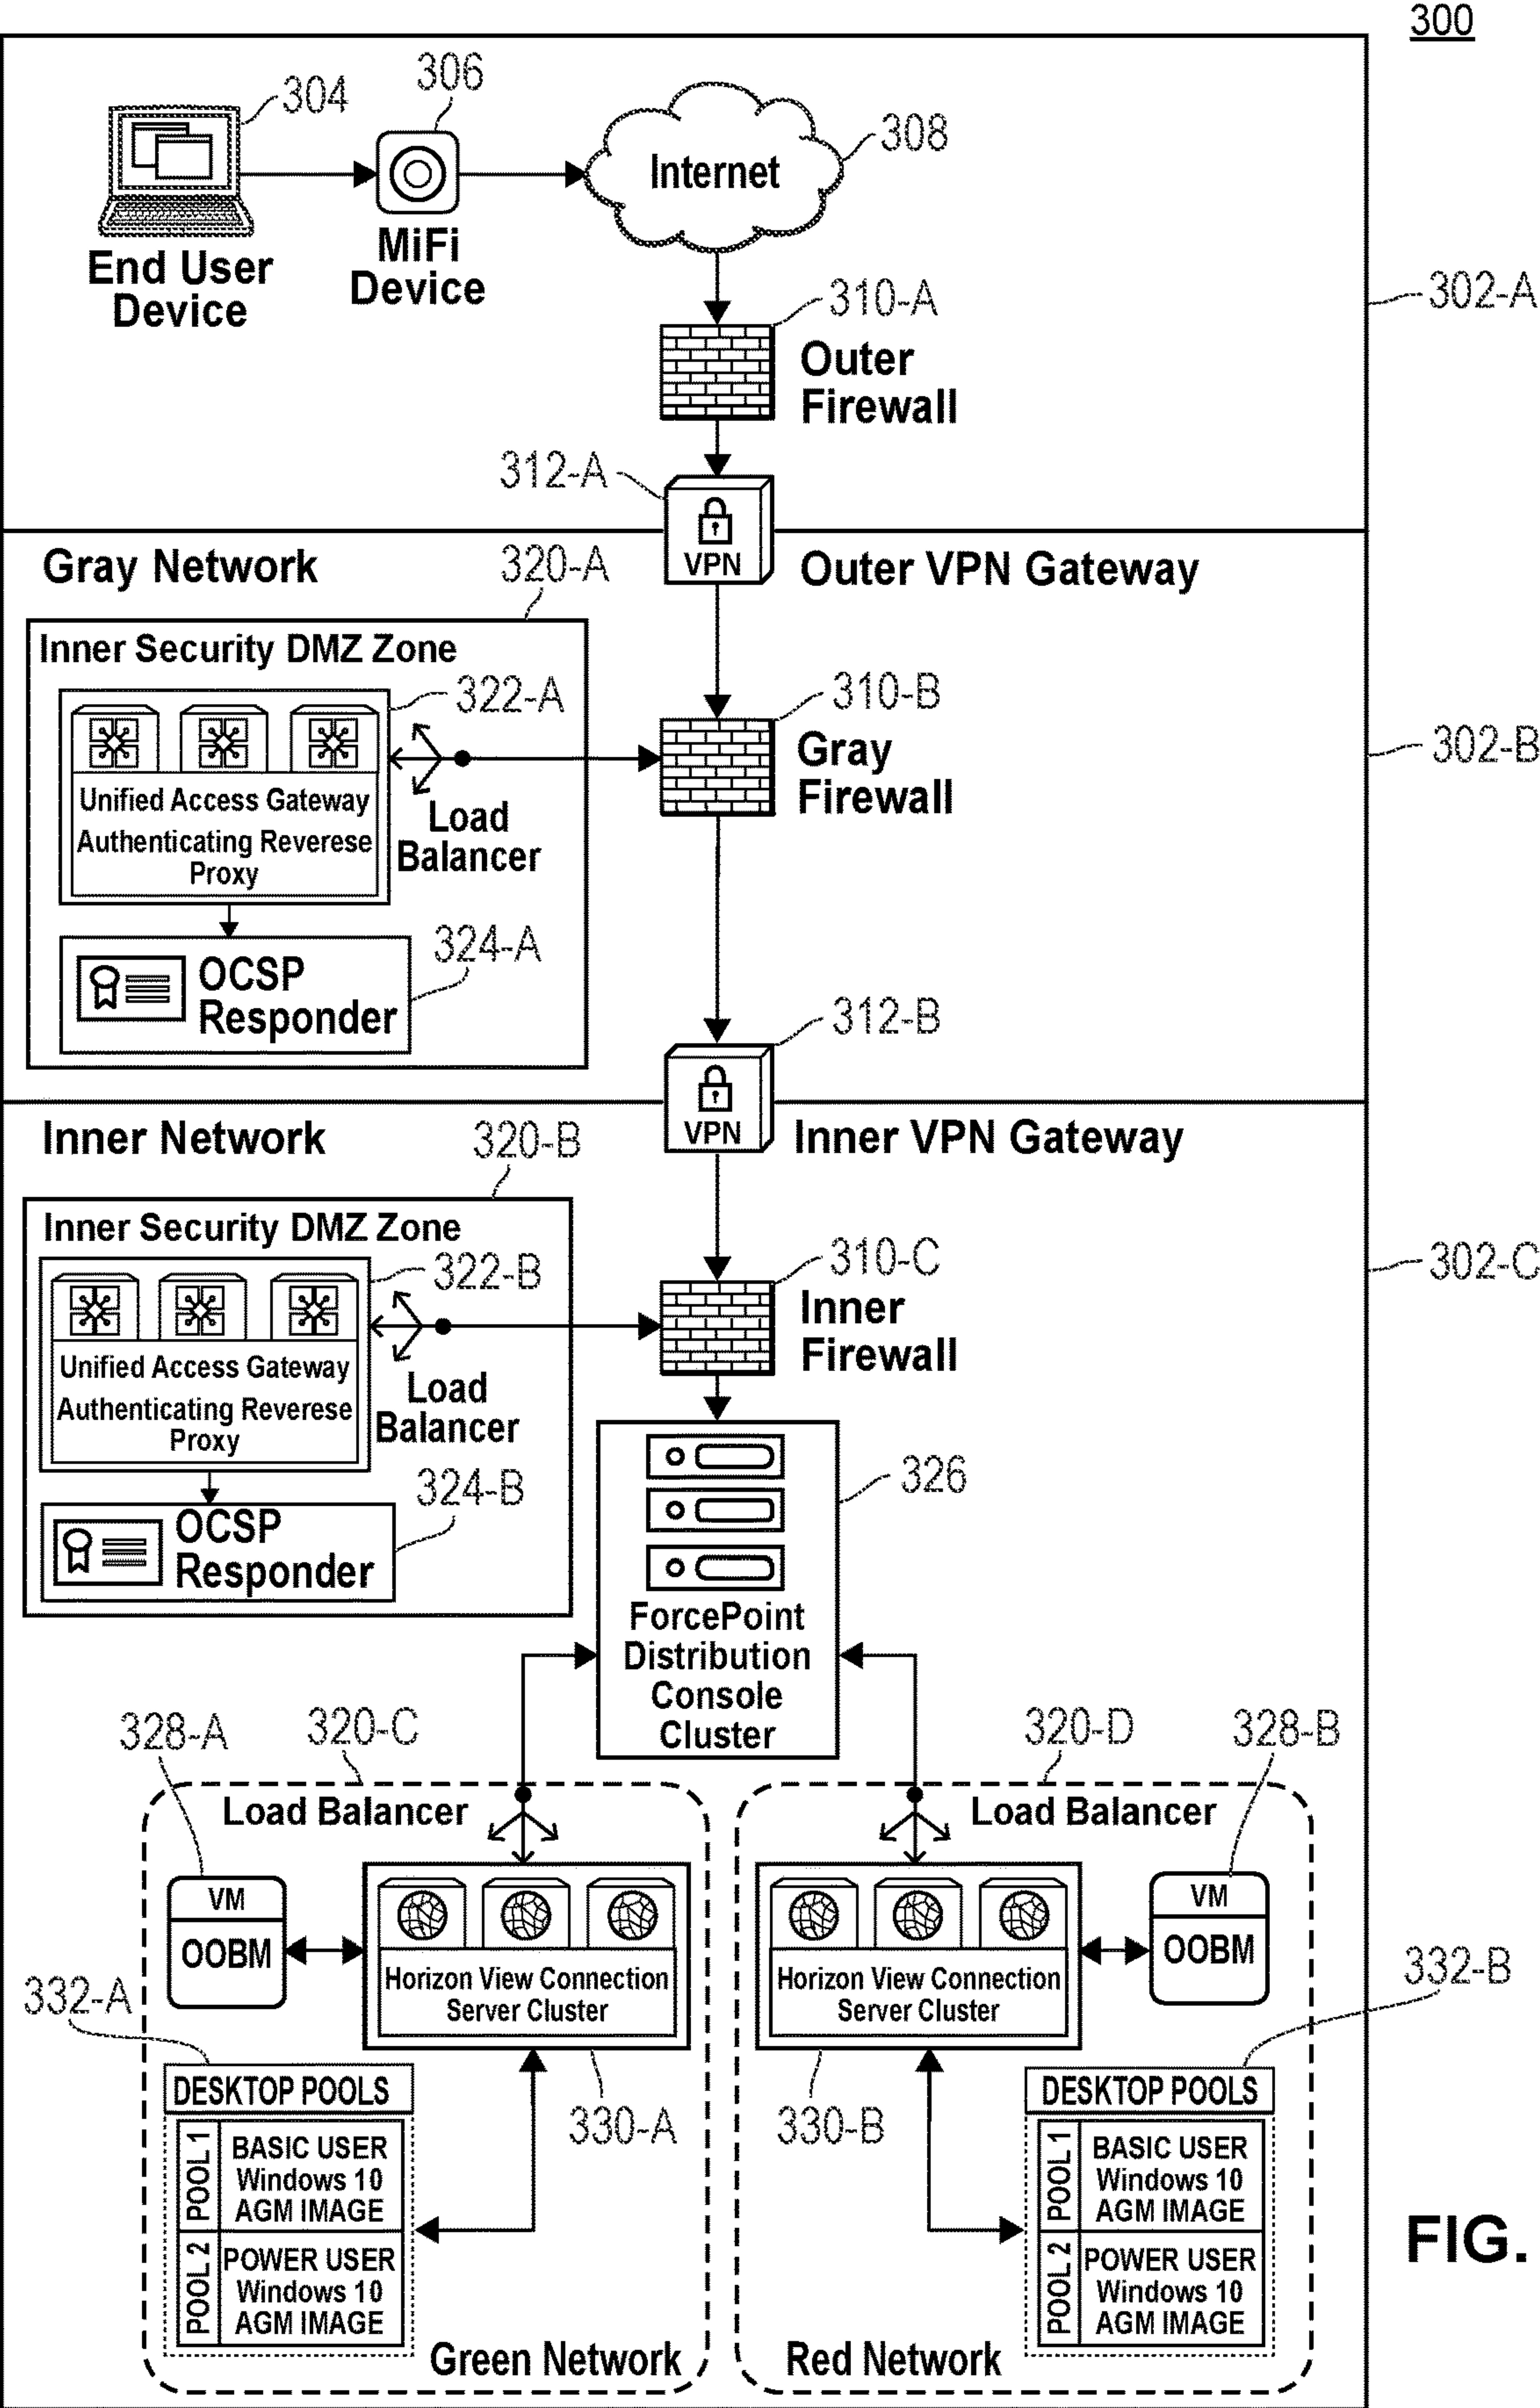 300
304
306
308
Internet
End User
Device
MiFi
Device
310-A
302-A
Outer
Firewall
312-A
VPN
Gray Network
320-A
Outer VPN Gateway
Inner Security DMZ Zone
322-A
310-B
302-B
Gray
Firewall
Unified Access Gateway
Authenticating Reverese
Proxy
Load
Balancer
324-A
OCSP
Responder
312-B
VPN
Inner Network
320-B
Inner VPN Gateway
Inner Security DMZ Zone
322-B
310-C
302-C
Inner
Firewall
Unified Access Gateway
Authenticating Reverese
Proxy
Load
Balancer
324-B
326
OCSP
Responder
ForcePoint
Distribution
Console
Cluster
328-A
320-C
320-D
328-B
Load Balancer
Load Balancer
VM
OOBM
Horizon View Connection
Server Cluster
Horizon View Connection
Server Cluster
VM
OOBM
332-A
332-B
DESKTOP POOLS
330-A
330-B
DESKTOP POOLS
POOL 1
BASIC USER
Windows 10
AGM IMAGE
POOL 2
POWER USER
Windows 10
AGM IMAGE
POOL 1
BASIC USER
Windows 10
AGM IMAGE
POOL 2
POWER USER
Windows 10
AGM IMAGE
Green Network
Red Network
FIG.